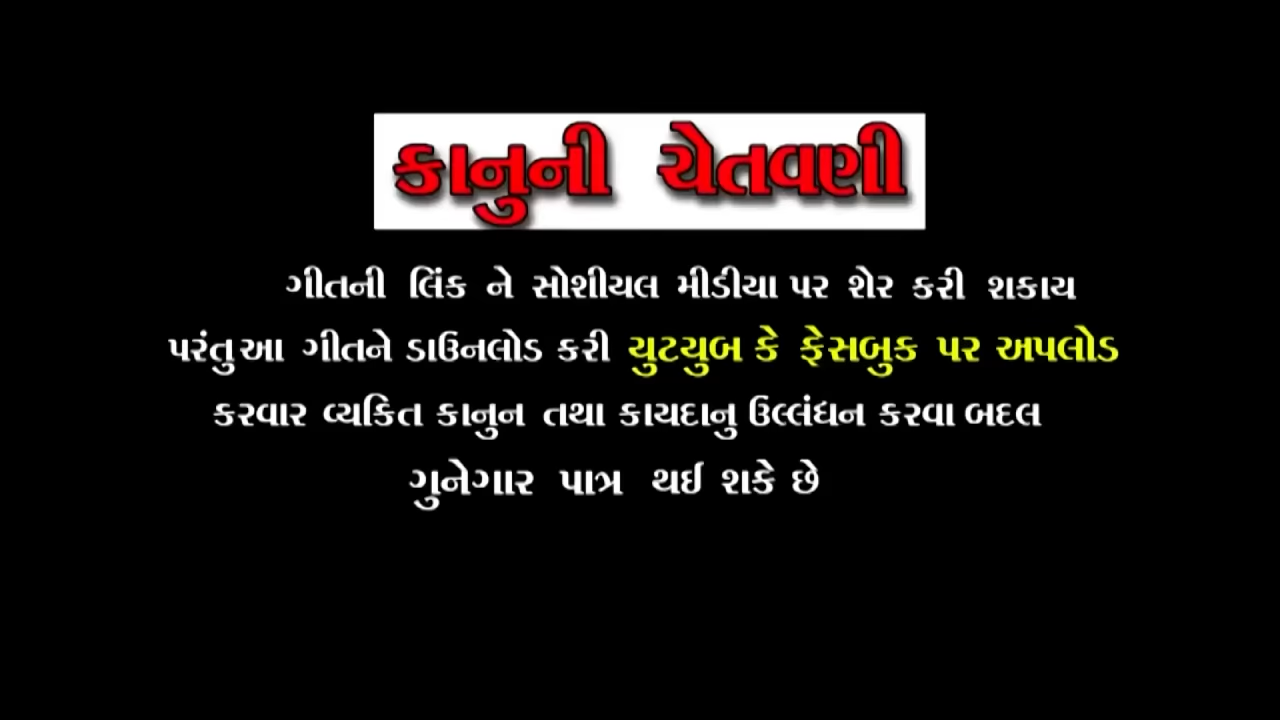 કાનુની ચેતવણી
ગીતની લિંક ને સોશીયલ મીડીયા પર શેર કરી શકાય
પરંતુ આ ગીતને ડાઉનલોડ કરી યુટયુબ કે ફેસબુક પર અપલોડ
કરવાર વ્યકિત કાનુન તથા કાયદાનુ ઉલ્લંઘન કરવા બદલ
ગુનેગાર પાત્ર થઈ શકે છે